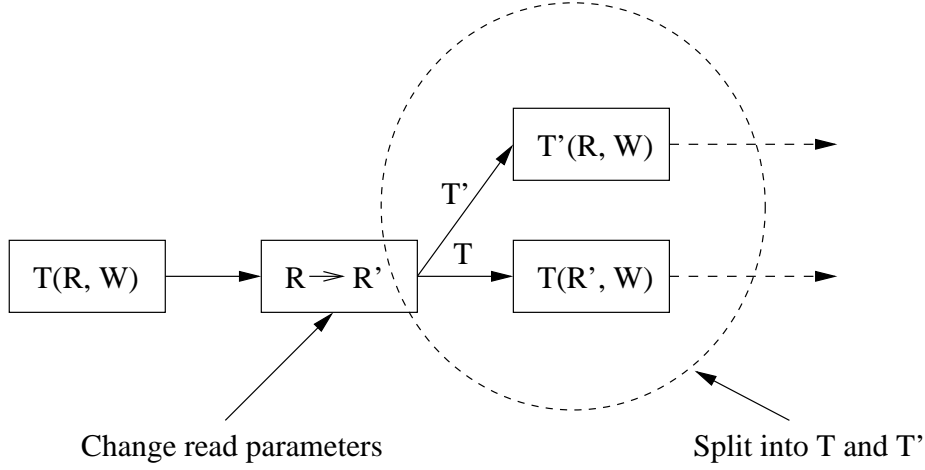 T'(R, W)
T'
T
T(R, W)
R → R'
T(R', W)
Change read parameters
Split into T and T'